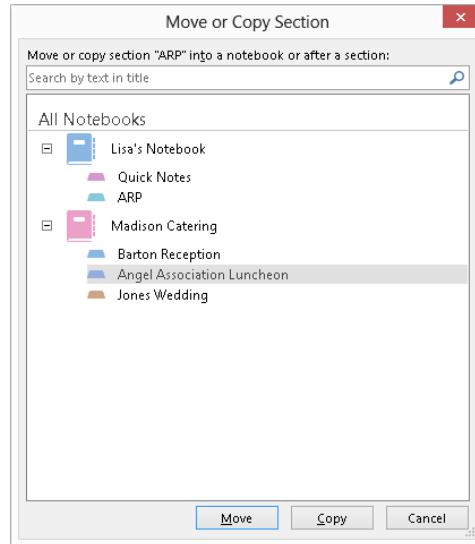 Move or Copy Section
Move or copy section "ARP" into a notebook or after a section:
Search by text in title
All Notebooks
Lisa's Notebook
Quick Notes
ARP
Madison Catering
Barton Reception
Angel Association Luncheon
Jones Wedding
Move Copy Cancel